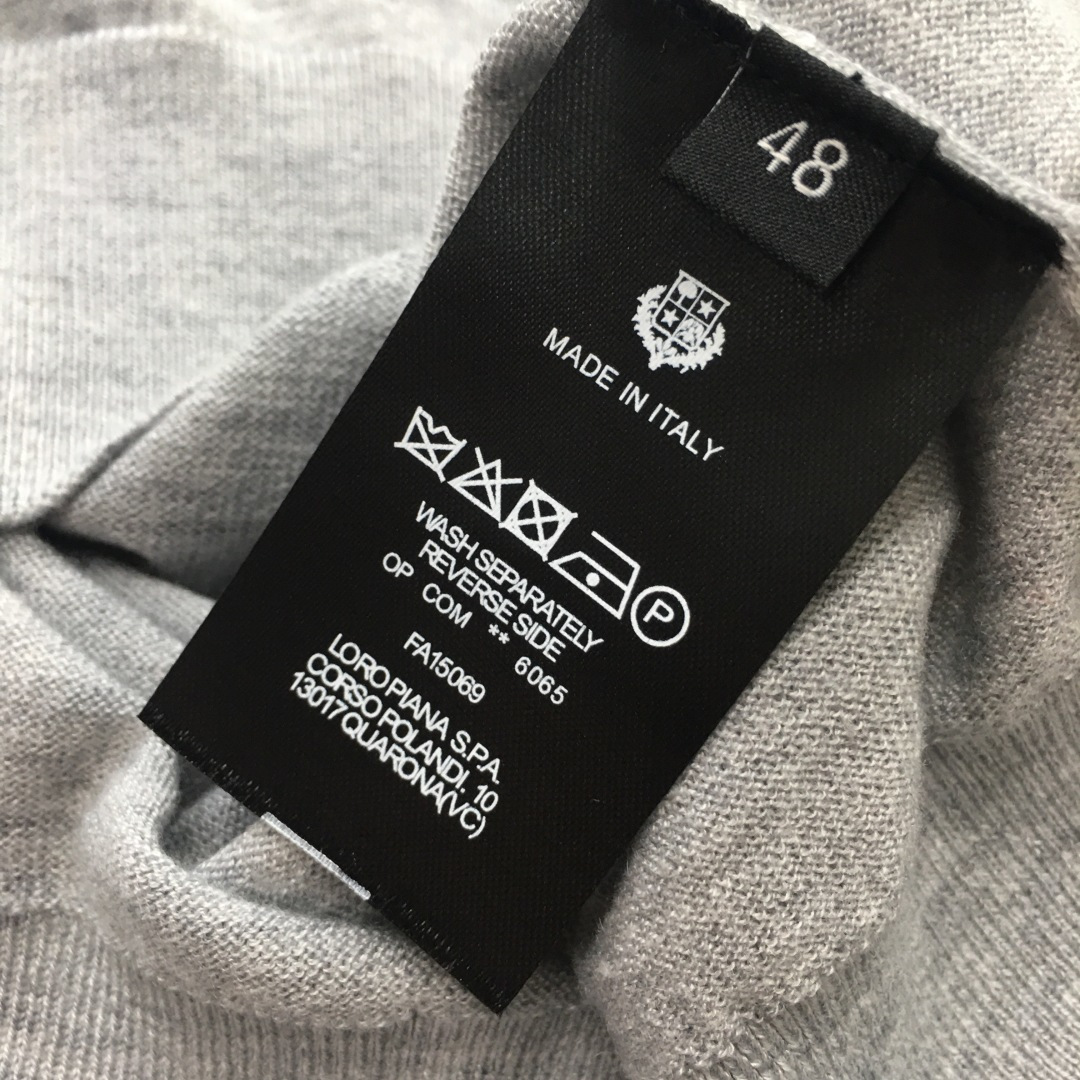 48
MADE IN ITALY
P
WASH SEPARATELY
REVERSE SIDE
OP COM ** 6065
FA15069
LORO PIANA S.P.A.
CORSO POLANDI, 10
13017 QUARONA(VC)